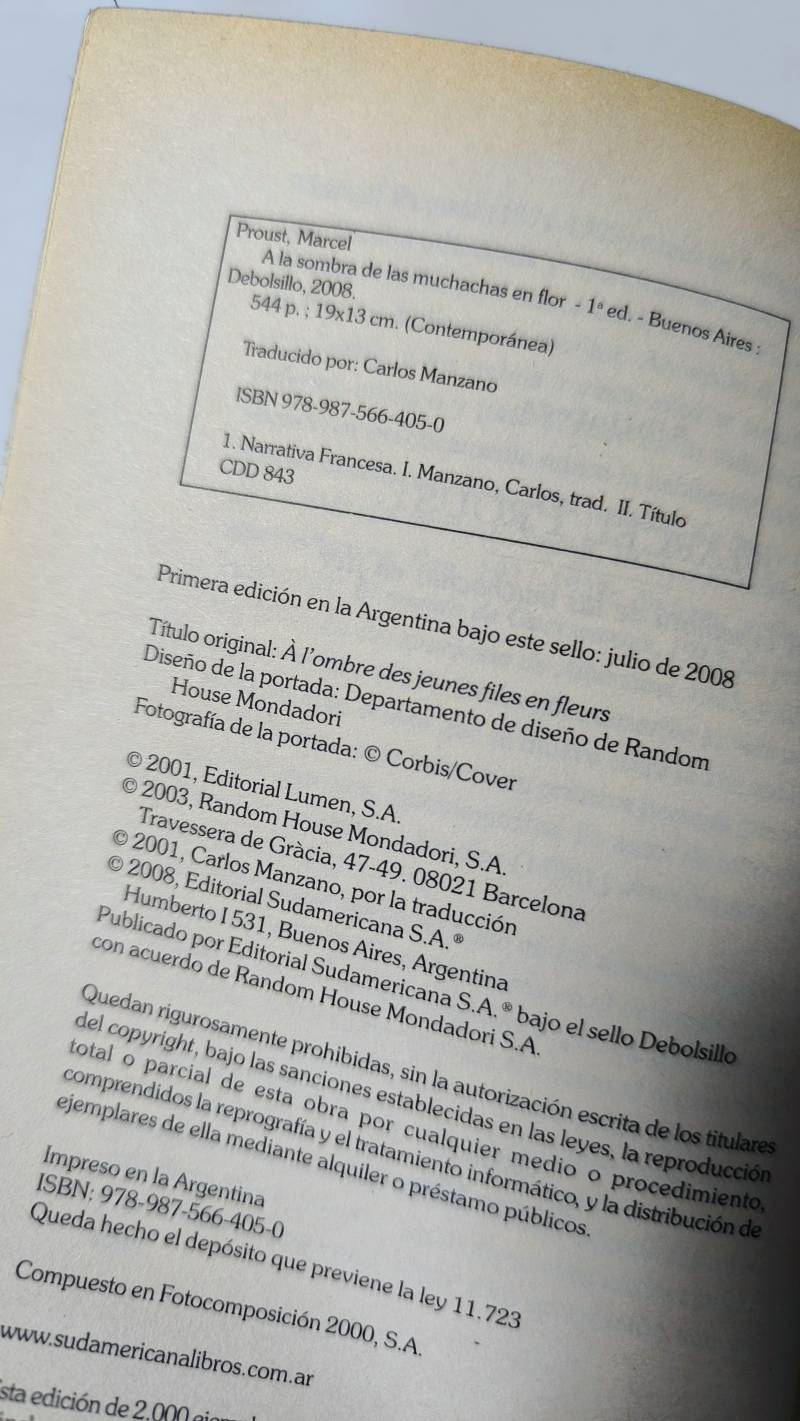 Proust, Marcel
A la sombra de las muchachas en flor - 1ª ed. - Buenos Aires :
Debolsillo, 2008.
544 p. ; 19x13 cm. (Contemporánea)
Traducido por: Carlos Manzano
ISBN 978-987-566-405-0
1. Narrativa Francesa. I. Manzano, Carlos, trad. II. Título
CDD 843
Primera edición en la Argentina bajo este sello: julio de 2008
Título original: À l'ombre des jeunes files en fleurs
Diseño de la portada: Departamento de diseño de Random
House Mondadori
Fotografía de la portada: © Corbis/Cover
© 2001, Editorial Lumen, S.A.
© 2003, Random House Mondadori, S.A.
Travessera de Gràcia, 47-49. 08021 Barcelona
© 2001, Carlos Manzano, por la traducción
© 2008, Editorial Sudamericana S.A.®
Humberto I 531, Buenos Aires, Argentina
Publicado por Editorial Sudamericana S.A.® bajo el sello Debolsillo
con acuerdo de Random House Mondadori S.A.
Quedan rigurosamente prohibidas, sin la autorización escrita de los titulares
del copyright, bajo las sanciones establecidas en las leyes, la reproducción
total o parcial de esta obra por cualquier medio o procedimiento,
comprendidos la reprografía y el tratamiento informático, y la distribución de
ejemplares de ella mediante alquiler o préstamo públicos.
Impreso en la Argentina
ISBN: 978-987-566-405-0
Queda hecho el depósito que previene la ley 11.723
Compuesto en Fotocomposición 2000, S.A.
www.sudamericanalibros.com.ar
sta edición de 2.000